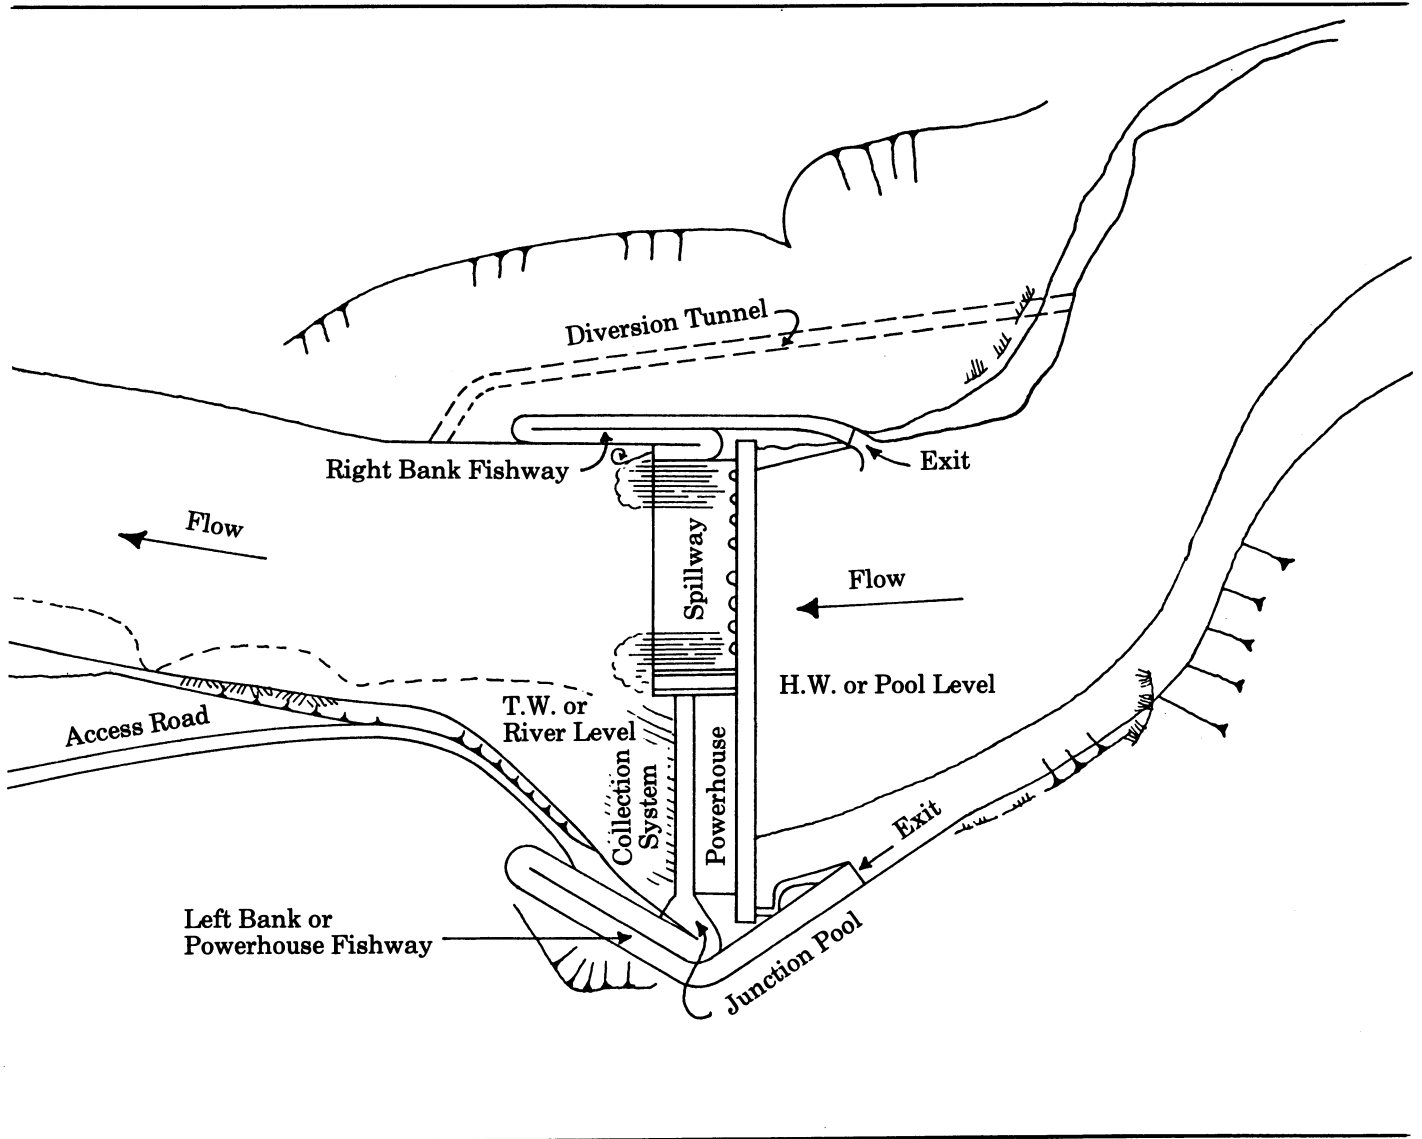 Diversion Tunnel
Right Bank Fishway
Exit
Flow
Spillway
Flow
H.W. or Pool Level
T.W. or
River Level
Access Road
Collection
System
Powerhouse
Exit
Left Bank or
Powerhouse Fishway
Junction Pool